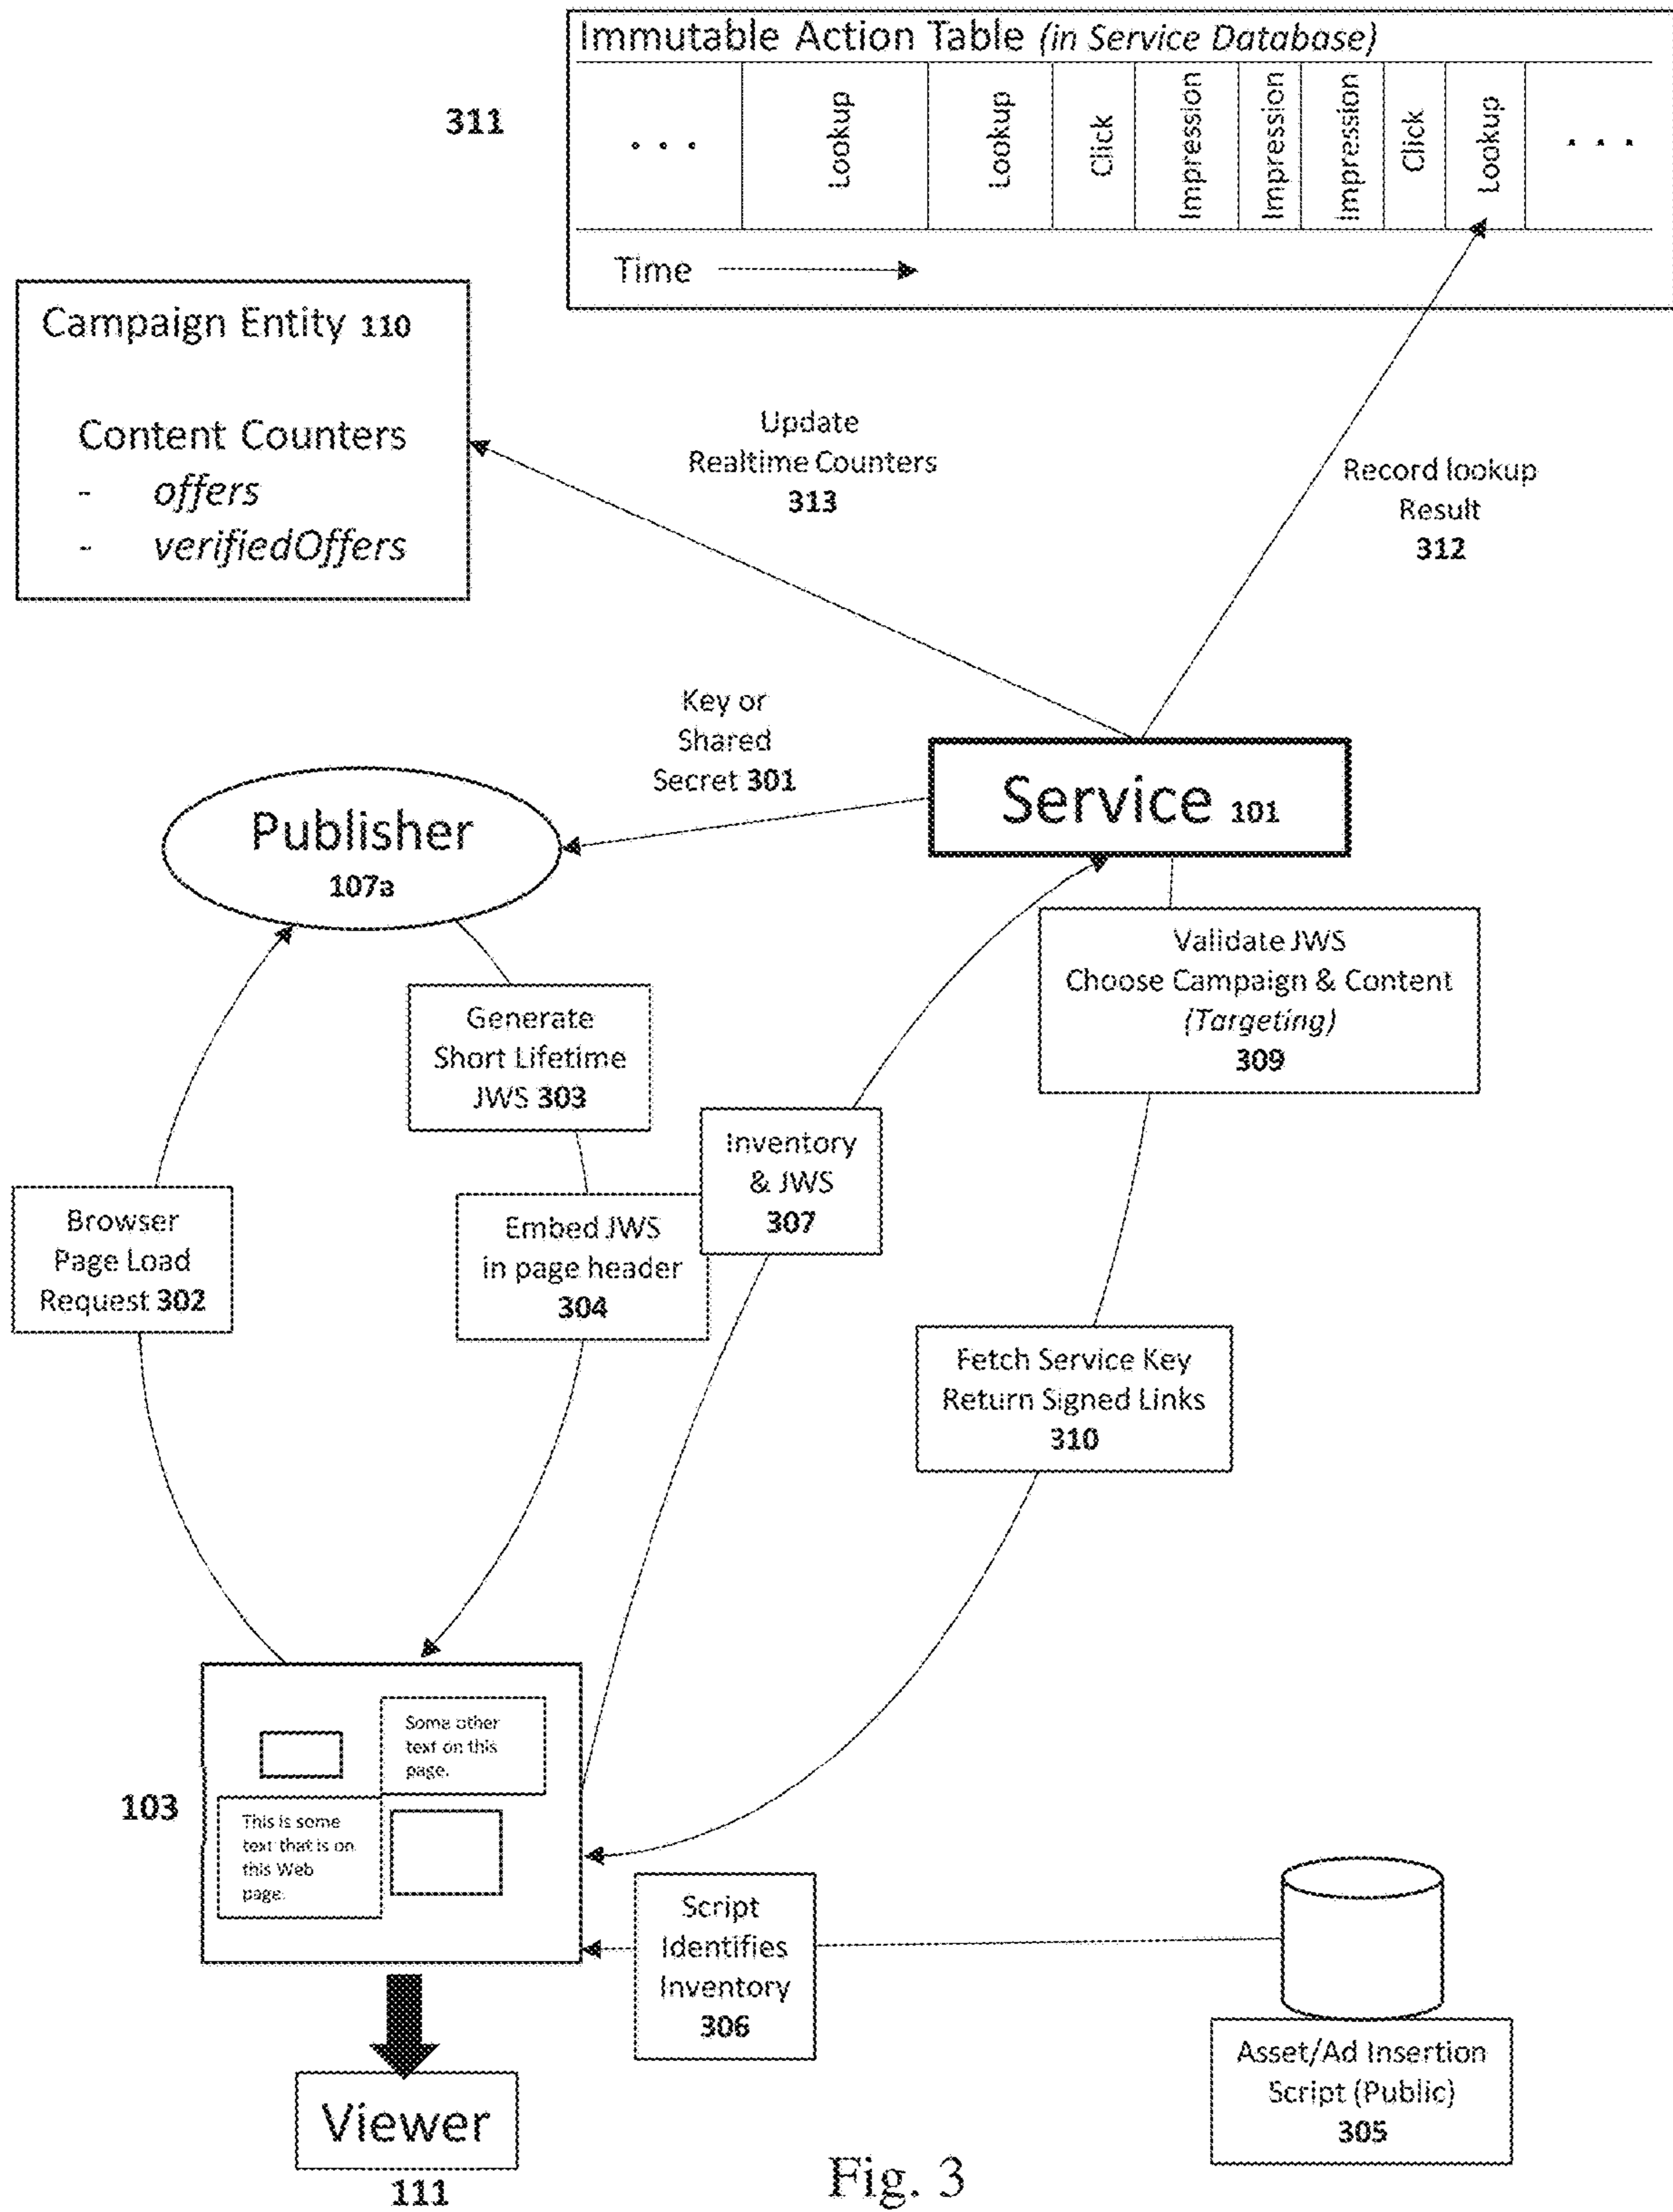 Immutable Action Table (in Service Database)
311
. . .
Lookup
Lookup
Click
Impression
Impression
Impression
Click
Lookup
. . .
Time
Campaign Entity 110
Content Counters
- offers
- verifiedOffers
Update
Realtime Counters
313
Record lookup
Result
312
Key or
Shared
Secret 301
Service 101
Publisher
107a
Validate JWS
Choose Campaign & Content
(Targeting)
309
Generate
Short Lifetime
JWS 303
Inventory
& JWS
307
Browser
Page Load
Request 302
Embed JWS
in page header
304
Fetch Service Key
Return Signed Links
310
Some other
text on this
page.
103
This is some
text that is on
this Web
page.
Script
Identifies
Inventory
306
Asset/Ad Insertion
Script (Public)
305
Viewer
111
Fig. 3